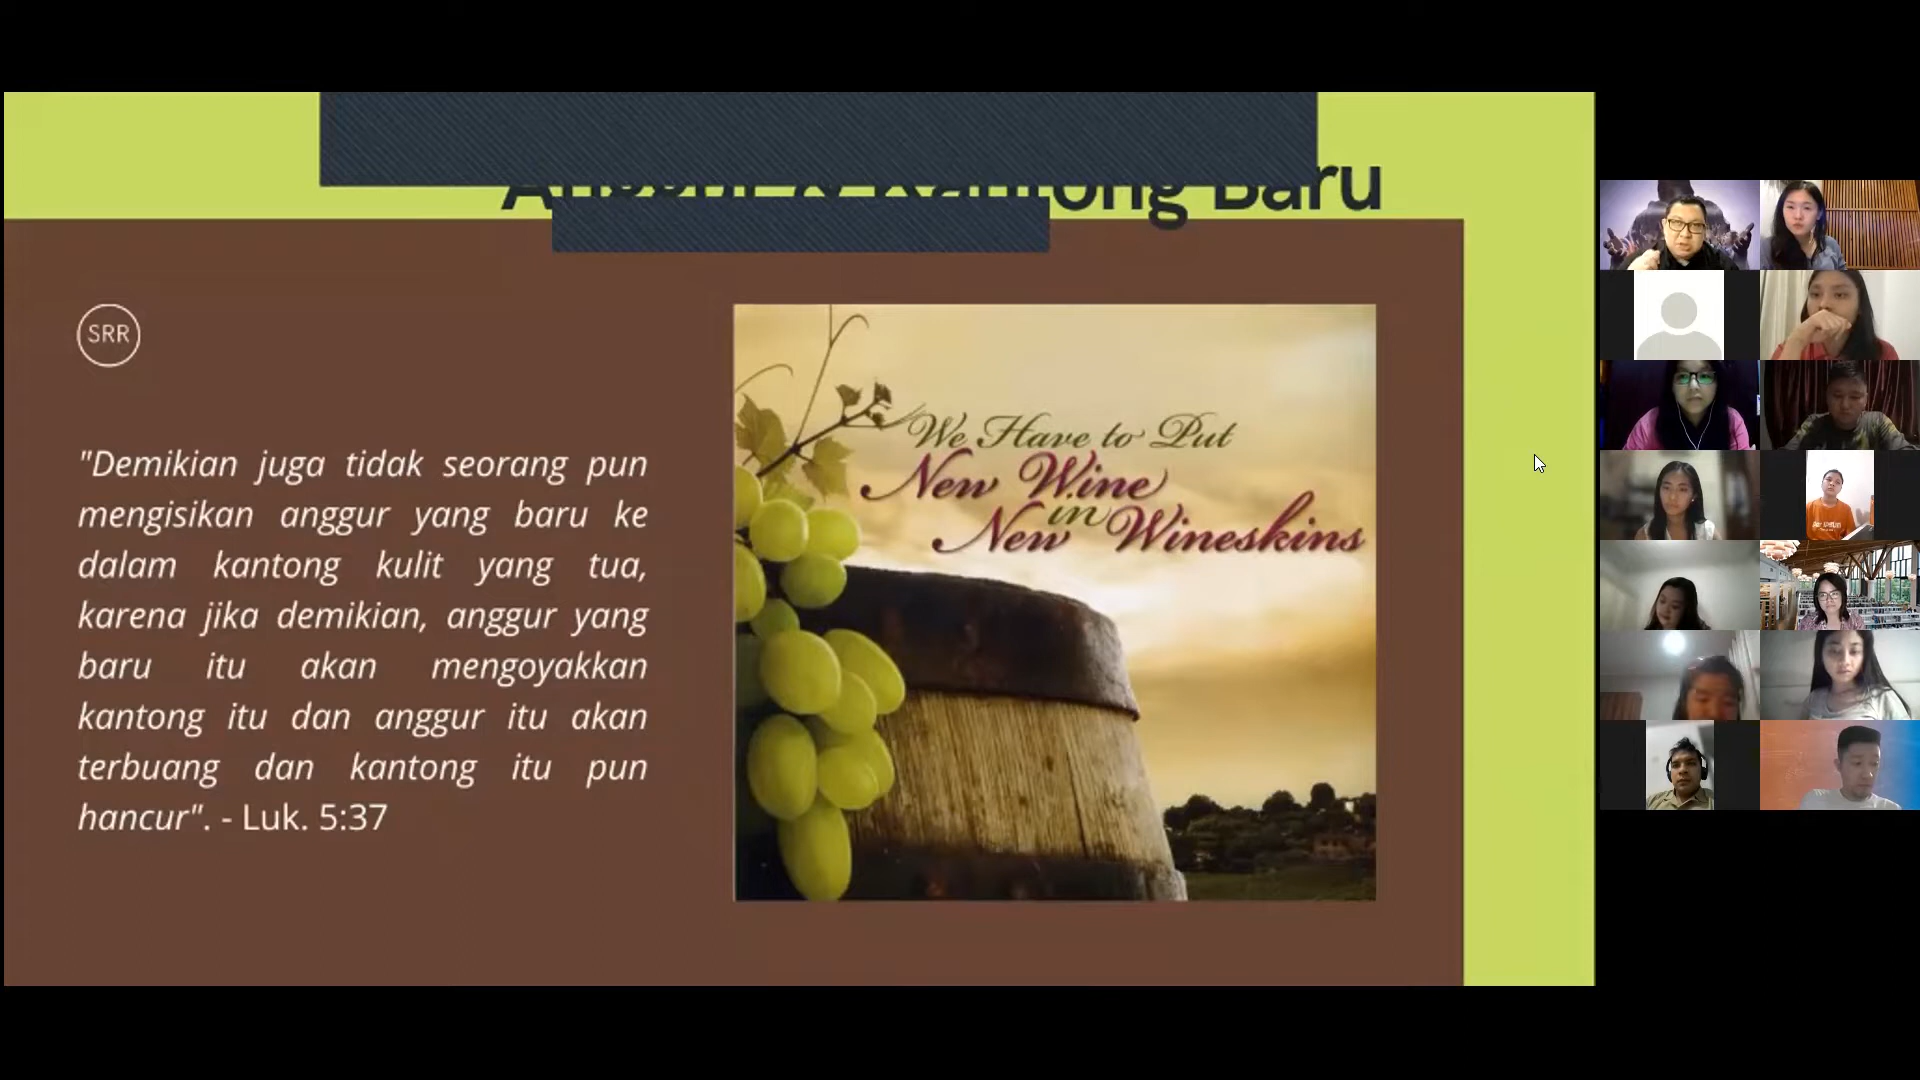 Anggur & Kantong Baru
SRR
"Demikian juga tidak seorang pun
mengisikan anggur yang baru ke
dalam kantong kulit yang tua,
karena jika demikian, anggur yang
baru itu akan mengoyakkan
kantong itu dan anggur itu akan
terbuang dan kantong itu pun
hancur". - Luk. 5:37
We Have to Put
New Wine
in
New Wineskins